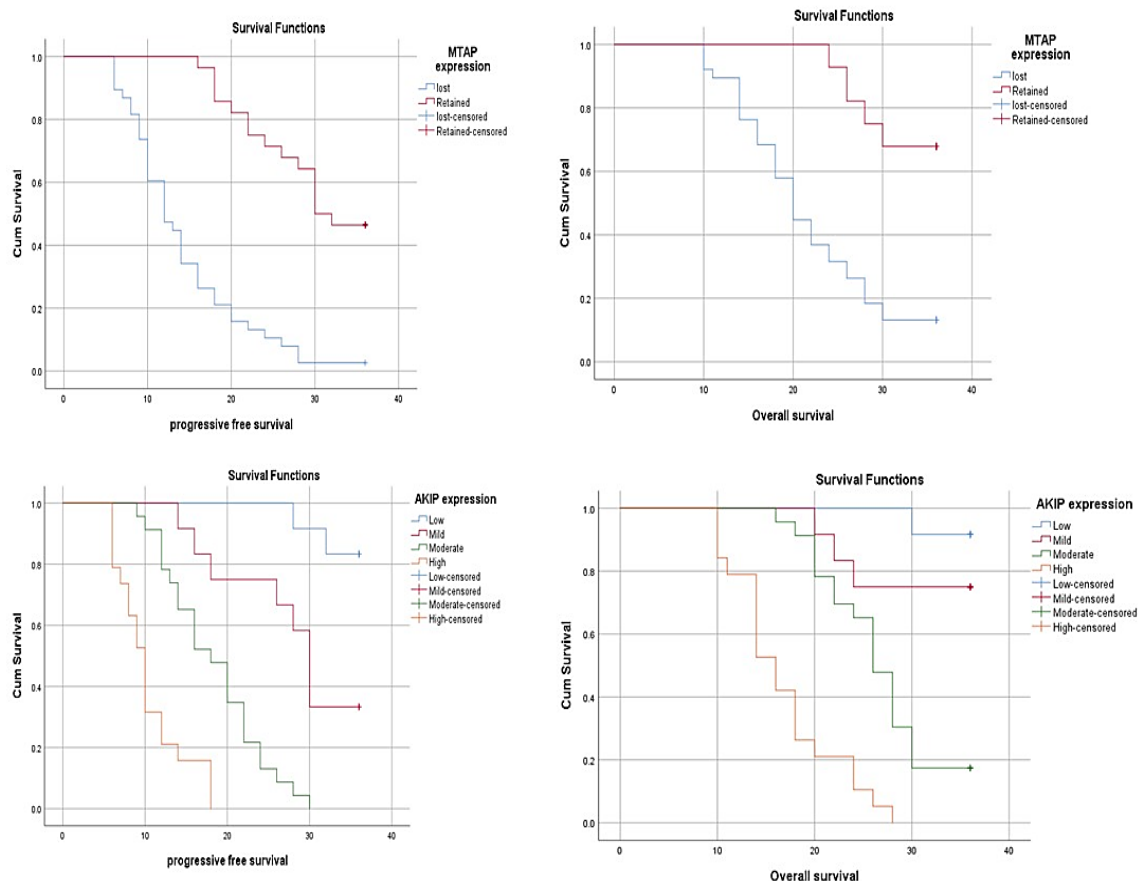 Survival Functions
MTAP
expression
lost
Retained
lost-censored
Retained-censored
1.0
0.8
0.6
0.4
0.2
0.0
Cum Survival
0 10 20 30 40
progressive free survival
Survival Functions
MTAP
expression
lost
Retained
lost-censored
Retained-censored
1.0
0.8
0.6
0.4
0.2
0.0
Cum Survival
0 10 20 30 40
Overall survival
Survival Functions
AKIP expression
Low
Mild
Moderate
High
Low-censored
Mild-censored
Moderate-censored
High-censored
1.0
0.8
0.6
0.4
0.2
0.0
Cum Survival
0 10 20 30 40
progressive free survival
Survival Functions
AKIP expression
Low
Mild
Moderate
High
Low-censored
Mild-censored
Moderate-censored
High-censored
1.0
0.8
0.6
0.4
0.2
0.0
Cum Survival
0 10 20 30 40
Overall survival